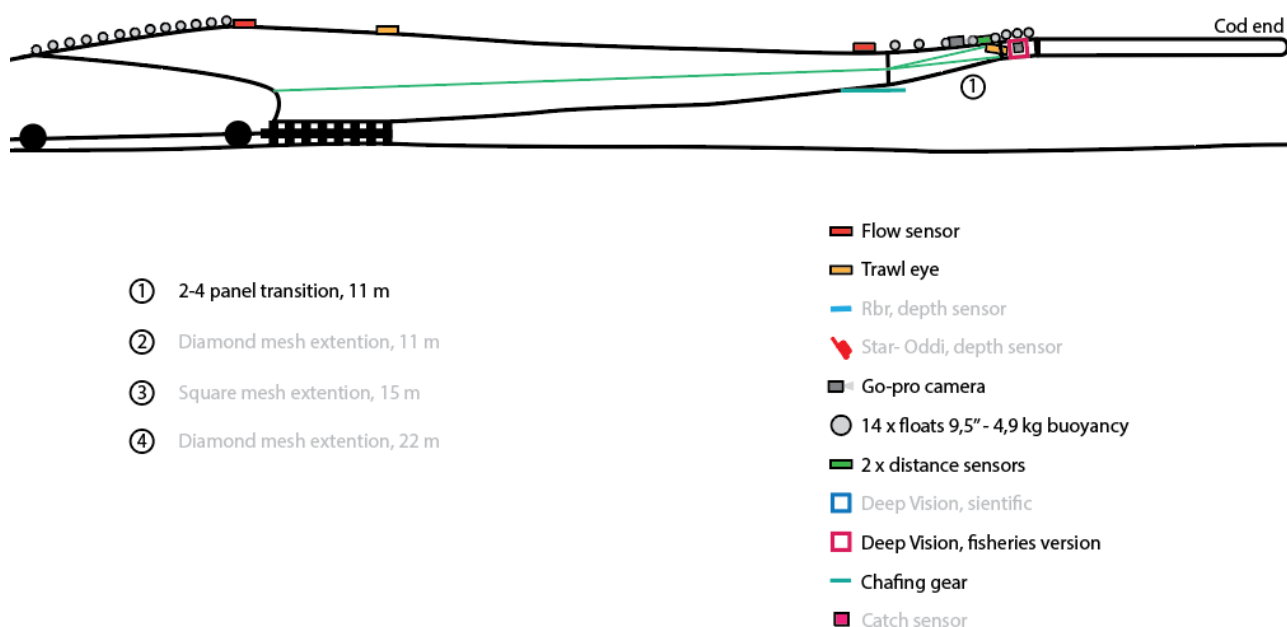 Cod end
①
Flow sensor
Trawl eye
① 2-4 panel transition, 11 m
Rbr, depth sensor
② Diamond mesh extention, 11 m
Star- Oddi, depth sensor
Go-pro camera
③ Square mesh extention, 15 m
14 x floats 9,5” - 4,9 kg buoyancy
④ Diamond mesh extention, 22 m
2 x distance sensors
Deep Vision, sientific
Deep Vision, fisheries version
Chafing gear
Catch sensor